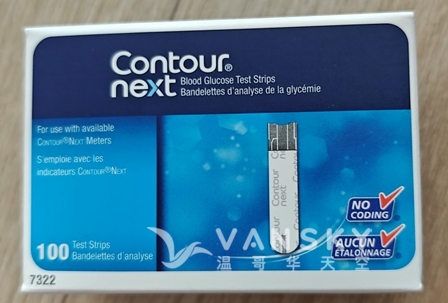 Contour®
next
Blood Glucose Test Strips
Bandelettes d'analyse de la glycémie
For use with available
CONTOUR®NEXT Meters
S'emploie avec les
indicateurs CONTOUR®NEXT
Contour
next
NO
CODING
AUCUN
ÉTALONNAGE
100 Test Strips
Bandelettes d'analyse
7322
VANSKY
温哥华天空